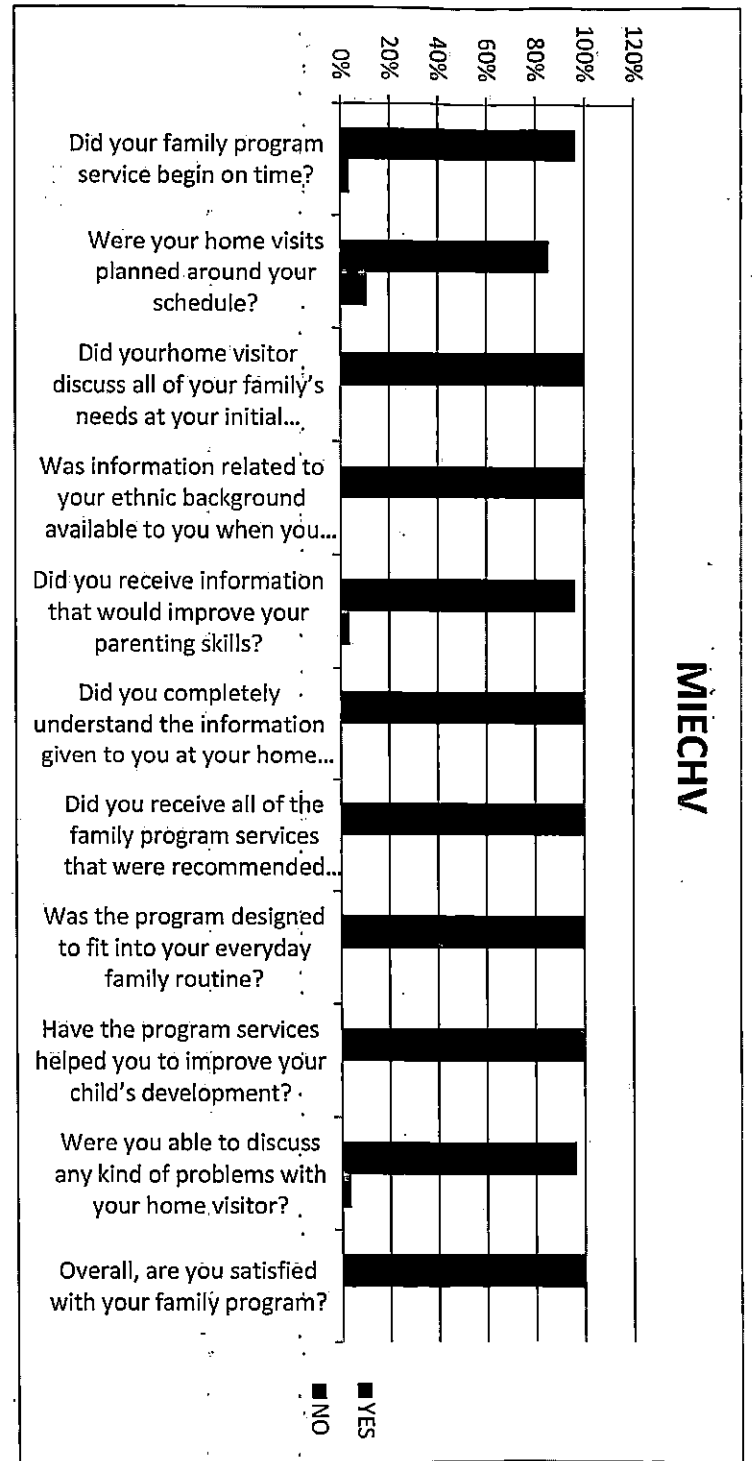 MIECHV
120%
100%
80%
60%
40%
20%
0%
Did your family program
service begin on time?
Were your home visits
planned around your
schedule?
Did yourhome visitor
discuss all of your family's
needs at your initial...
Was information related to
your ethnic background
available to you when you...
Did you receive information
that would improve your
parenting skills?
Did you completely
understand the information
given to you at your home...
Did you receive all of the
family program services
that were recommended...
Was the program designed
to fit into your everyday
family routine?
Have the program services
helped you to improve your
child's development?
Were you able to discuss
any kind of problems with
your home visitor?
Overall, are you satisfied
with your family program?
YES
NO